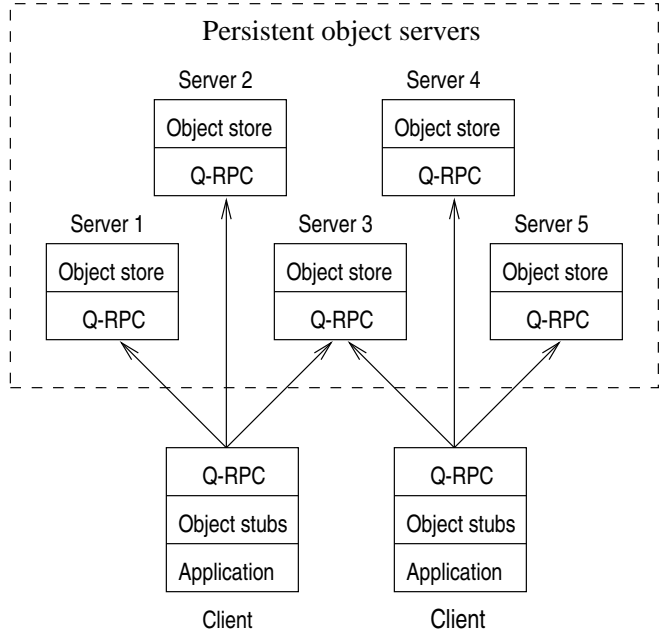 Persistent object servers
Server 2
Server 4
Object store
Object store
Q-RPC
Q-RPC
Server 1
Server 3
Server 5
Object store
Object store
Object store
Q-RPC
Q-RPC
Q-RPC
Q-RPC
Q-RPC
Object stubs
Object stubs
Application
Application
Client
Client